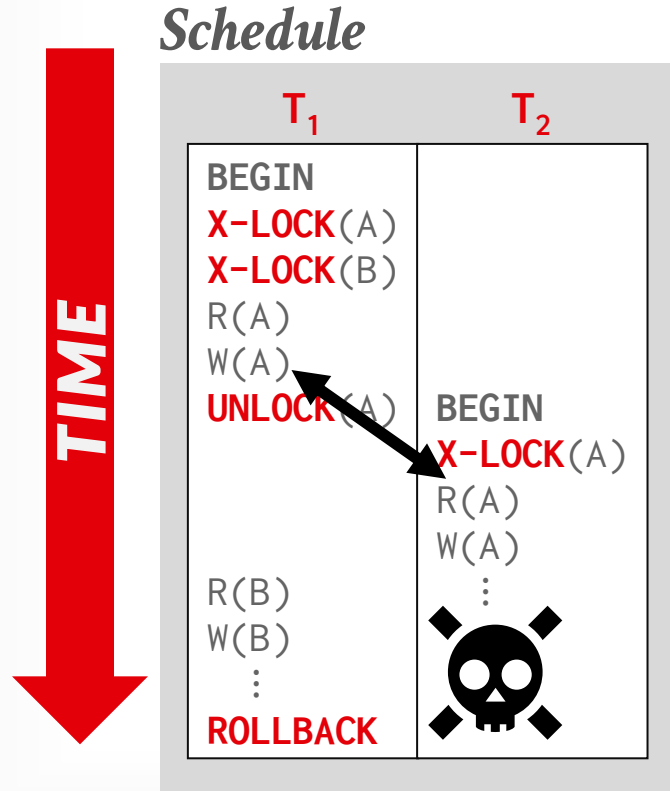 Schedule
TIME
T1
T2
BEGIN
X-LOCK(A)
X-LOCK(B)
R(A)
W(A)
UNLOCK(A)
R(B)
W(B)
⋮
ROLLBACK
BEGIN
X-LOCK(A)
R(A)
W(A)
⋮